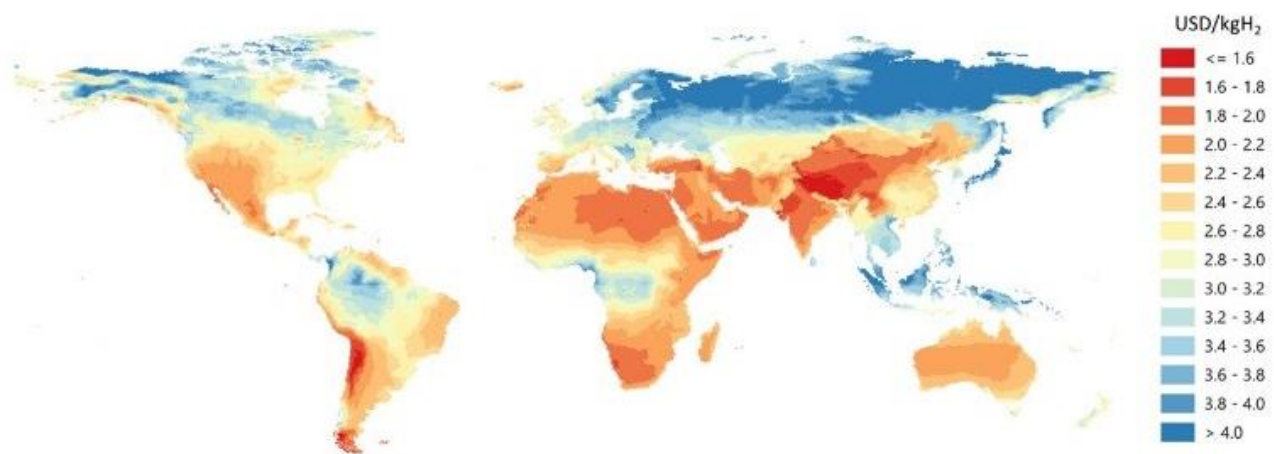 USD/kgH₂
<= 1.6
1.6 - 1.8
1.8 - 2.0
2.0 - 2.2
2.2 - 2.4
2.4 - 2.6
2.6 - 2.8
2.8 - 3.0
3.0 - 3.2
3.2 - 3.4
3.4 - 3.6
3.6 - 3.8
3.8 - 4.0
> 4.0